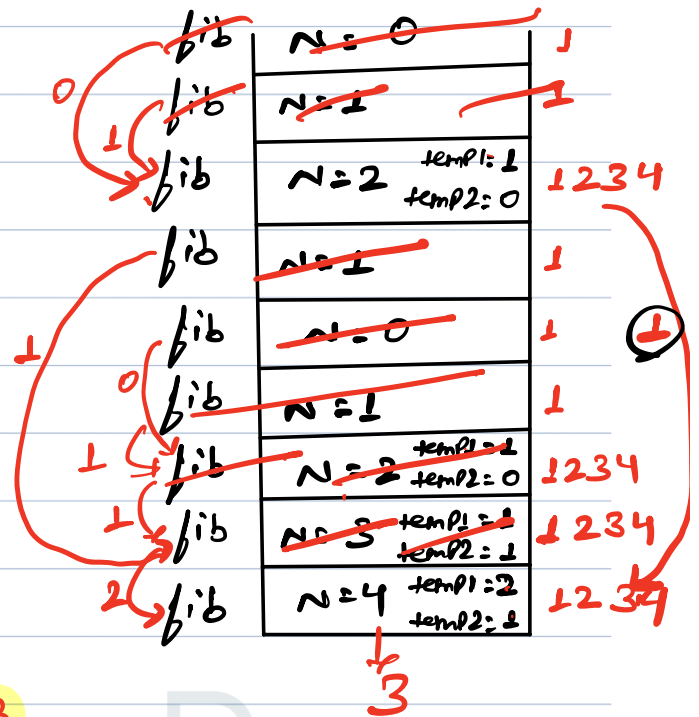 fib N = 0 1
0
fib N=1 1
1
fib N=2 temp1=1 1234
temp2=0
fib N=1 1
1
fib N=0 1
1
0
fib N=1 1
1
fib N=2 temp1=1 1234
temp2=0
1
fib N=3 temp1=1 1234
temp2=1
2
fib N=4 temp1=2 1234
temp2=1
3